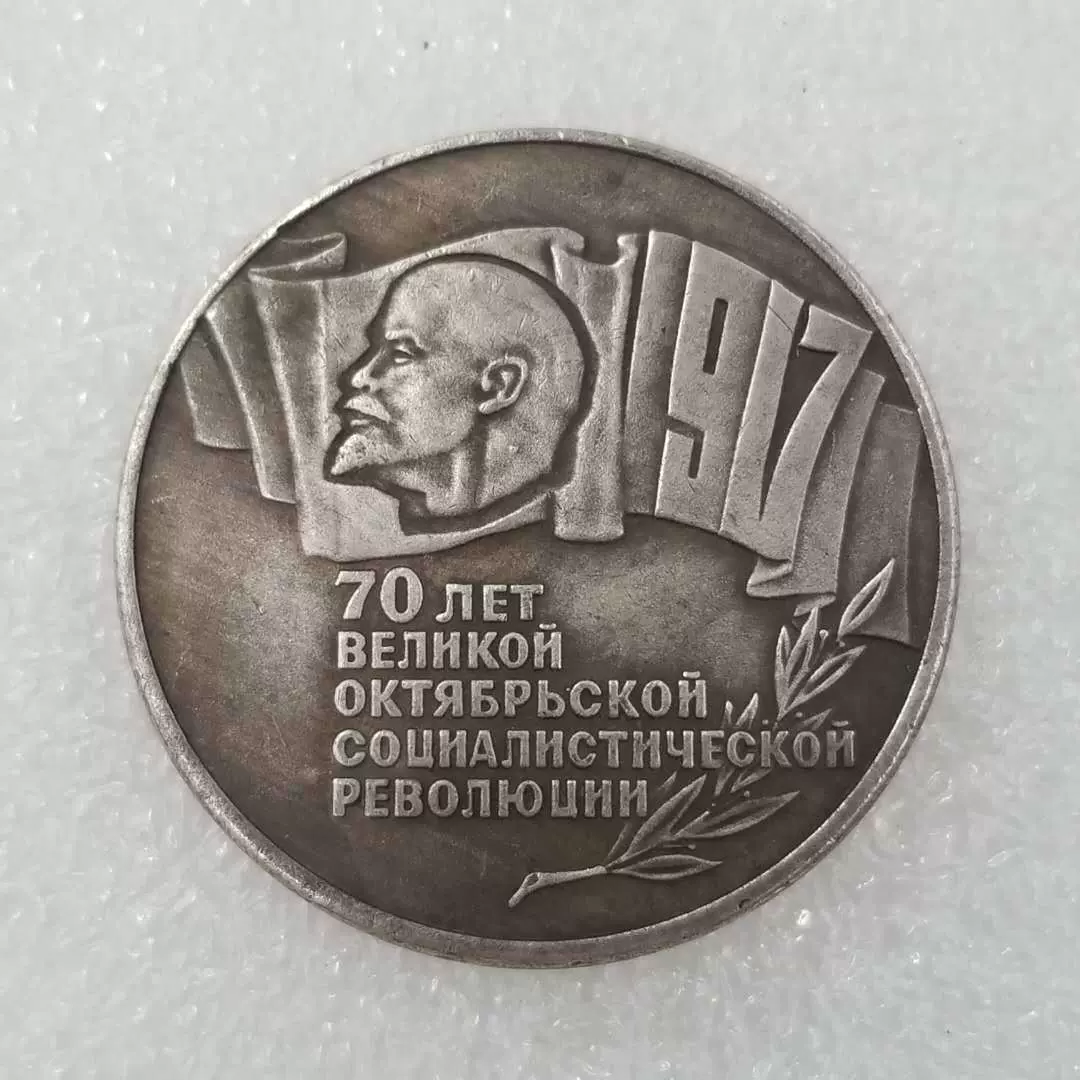 1917
70 ЛЕТ
ВЕЛИКОЙ
ОКТЯБРЬСКОЙ
СОЦИАЛИСТИЧЕСКОЙ
РЕВОЛЮЦИИ